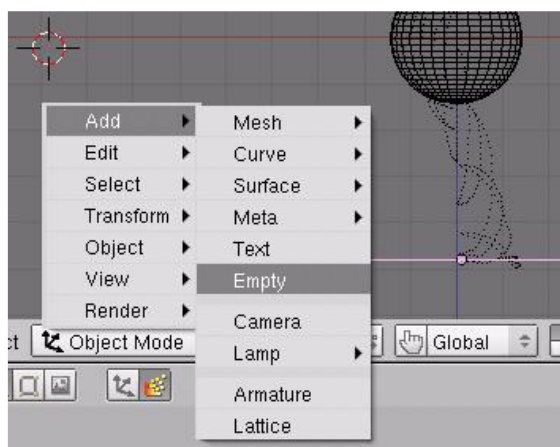 Add
Edit
Select
Transform
Object
View
Render
Mesh
Curve
Surface
Meta
Text
Empty
Camera
Lamp
Armature
Lattice
ct Object Mode Global